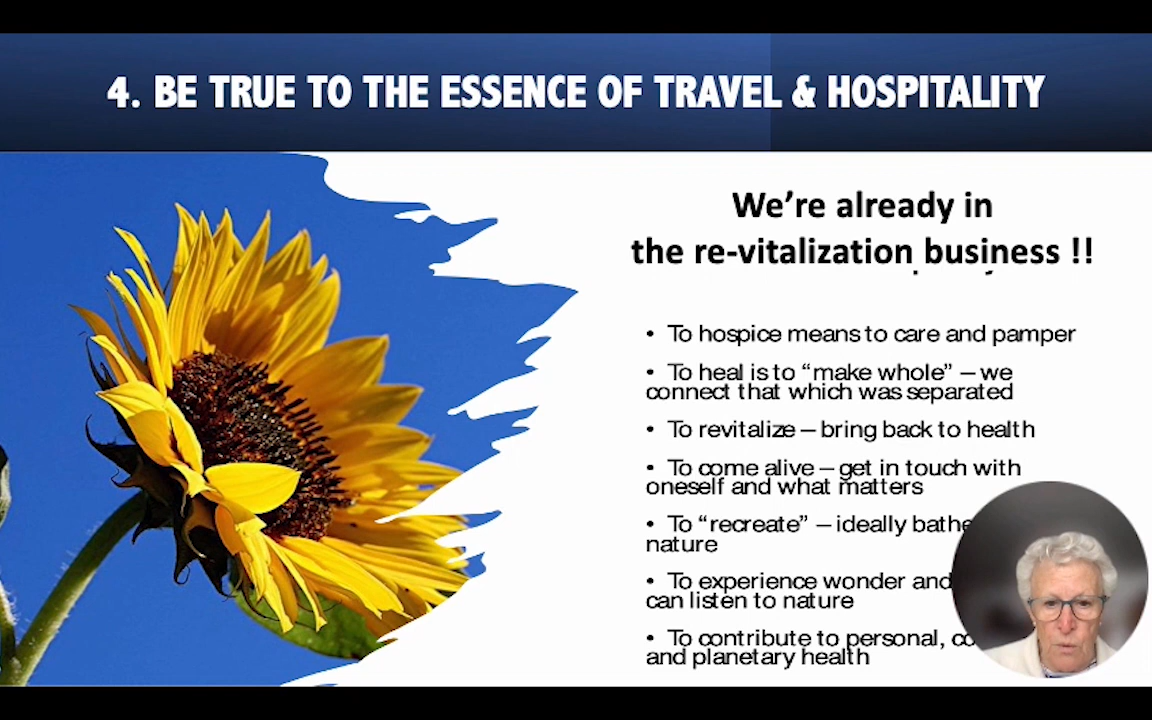 4. BE TRUE TO THE ESSENCE OF TRAVEL & HOSPITALITY
We’re already in
the re-vitalization business !!
• To hospice means to care and pamper
• To heal is to “make whole” – we
connect that which was separated
• To revitalize – bring back to health
• To come alive – get in touch with
oneself and what matters
• To “recreate” – ideally
nature
• To experience wonder and
can listen to nature
• To contribute to personal,
and planetary health